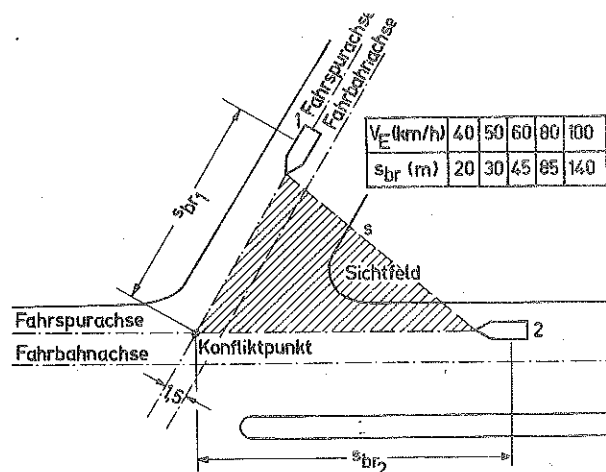 Fahrspurachse
Fahrbahnachse
1
V_E (km/h) 40 50 60 80 100
s_br (m) 20 30 45 85 140
s_br1
s
Sichtfeld
Fahrspurachse
Konfliktpunkt
2
Fahrbahnachse
1,5
s_br2